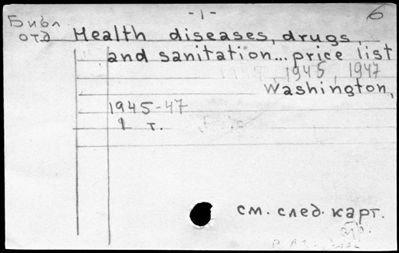 Библ -1- 6
отд Health diseases, drugs,
and sanitation... price list
1945, 1947
Washington,
1945-47
1 т.
см. след. карт.